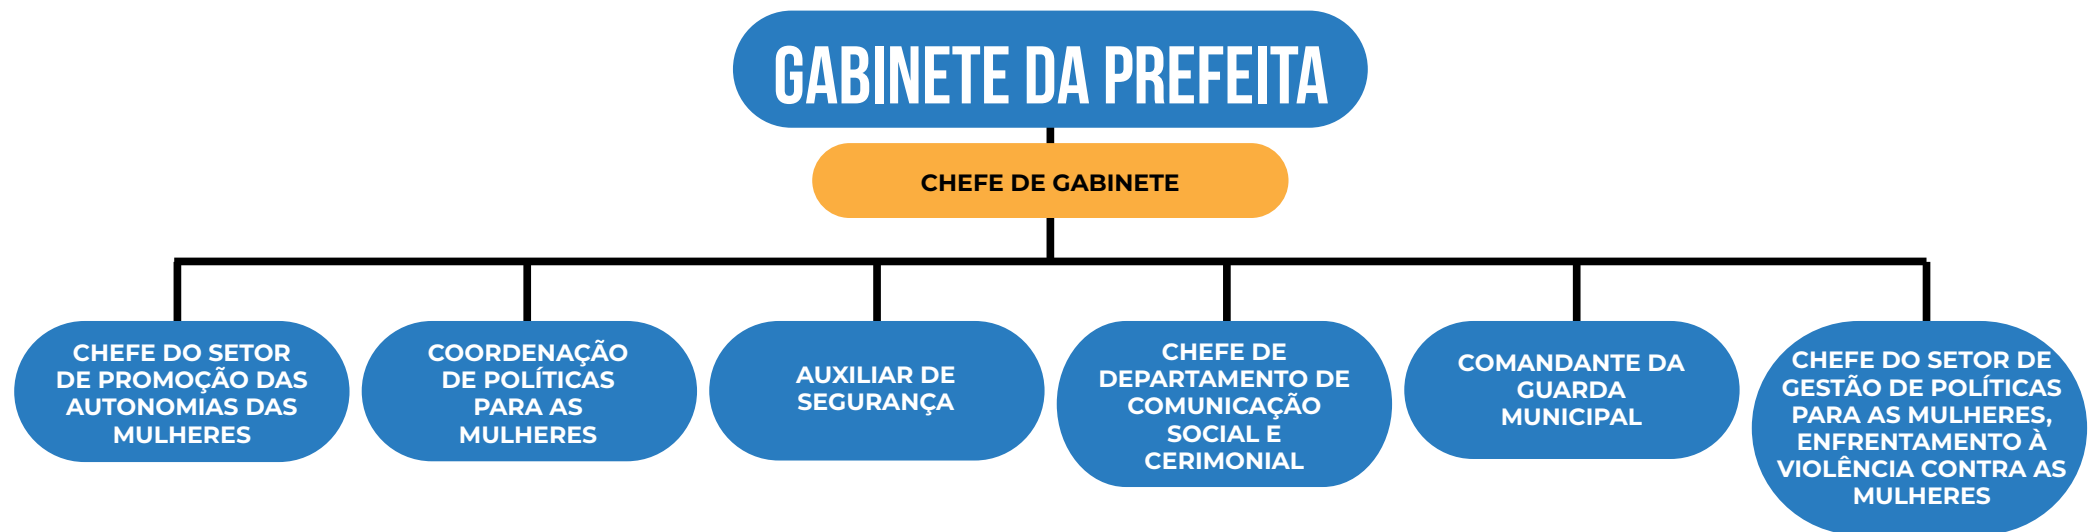 GABINETE DA PREFEITA
CHEFE DE GABINETE
CHEFE DO SETOR
DE PROMOÇÃO DAS
AUTONOMIAS DAS
MULHERES
COORDENAÇÃO
DE POLÍTICAS
PARA AS
MULHERES
AUXILIAR DE
SEGURANÇA
CHEFE DE
DEPARTAMENTO DE
COMUNICAÇÃO
SOCIAL E
CERIMONIAL
COMANDANTE DA
GUARDA
MUNICIPAL
CHEFE DO SETOR DE
GESTÃO DE POLÍTICAS
PARA AS MULHERES,
ENFRENTAMENTO À
VIOLÊNCIA CONTRA AS
MULHERES